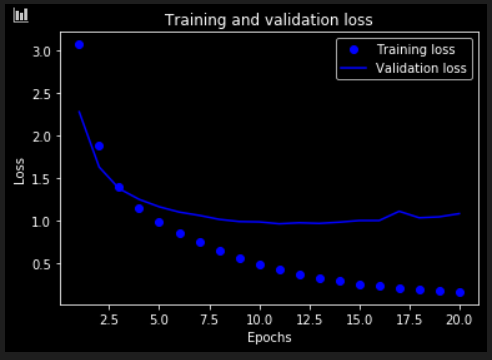 Training and validation loss
Training loss
Validation loss
3.0
2.5
2.0
1.5
1.0
0.5
Loss
2.5 5.0 7.5 10.0 12.5 15.0 17.5 20.0
Epochs